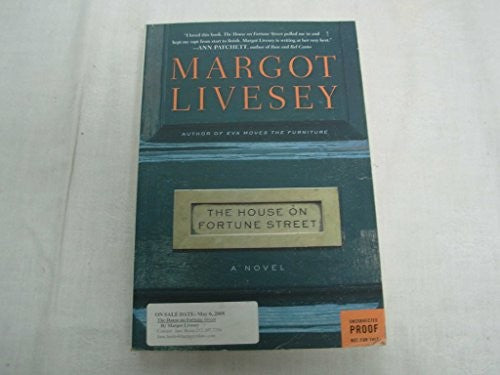 "I loved this book. The House on Fortune Street pulled me in and
kept me rapt from start to finish. Margot Livesey is writing at her very best."
—ANN PATCHETT, author of Run and Bel Canto
MARGOT
LIVESEY
AUTHOR OF EVA MOVES THE FURNITURE
THE HOUSE ON
FORTUNE STREET
A NOVEL
ON SALE DATE: May 6, 2008
The House on Fortune Street
By Margot Livesey
Contact: Jane
UNCORRECTED
PROOF
NOT FOR SALE